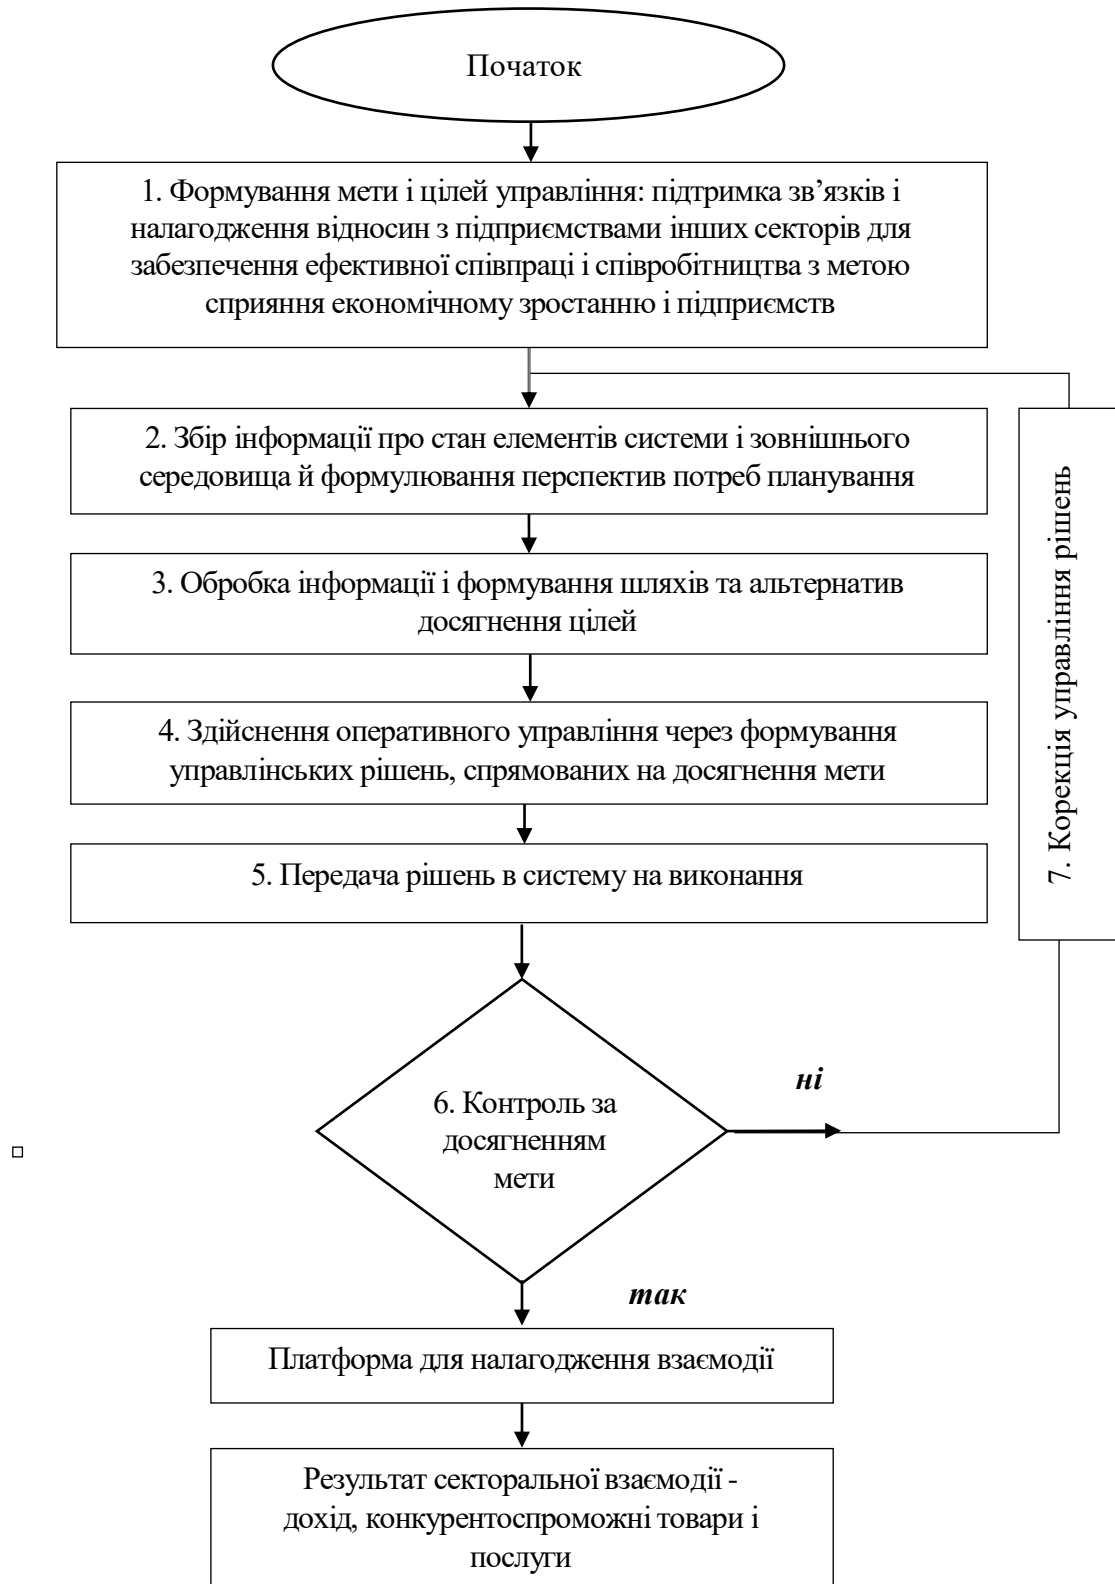 Початок
1. Формування мети і цілей управління: підтримка зв’язків і
налагодження відносин з підприємствами інших секторів для
забезпечення ефективної співпраці і співробітництва з метою
сприяння економічному зростанню і підприємств
2. Збір інформації про стан елементів системи і зовнішнього
середовища й формулювання перспектив потреб планування
3. Обробка інформації і формування шляхів та альтернатив
досягнення цілей
4. Здійснення оперативного управління через формування
управлінських рішень, спрямованих на досягнення мети
5. Передача рішень в систему на виконання
7. Корекція управління рішень
6. Контроль за
досягненням
мети
ні
так
Платформа для налагодження взаємодії
Результат секторальної взаємодії -
дохід, конкурентоспроможні товари і
послуги